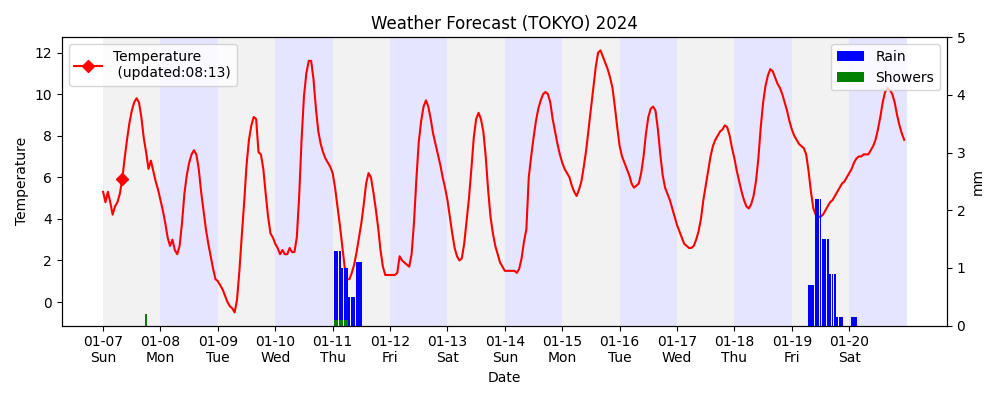 Weather Forecast (TOKYO) 2024
Temperature
(updated:08:13)
Rain
Showers
Temperature
12
10
8
6
4
2
0
5
4
3
2
1
0
mm
01-07 01-08 01-09 01-10 01-11 01-12 01-13 01-14 01-15 01-16 01-17 01-18 01-19 01-20
Sun Mon Tue Wed Thu Fri Sat Sun Mon Tue Wed Thu Fri Sat
Date